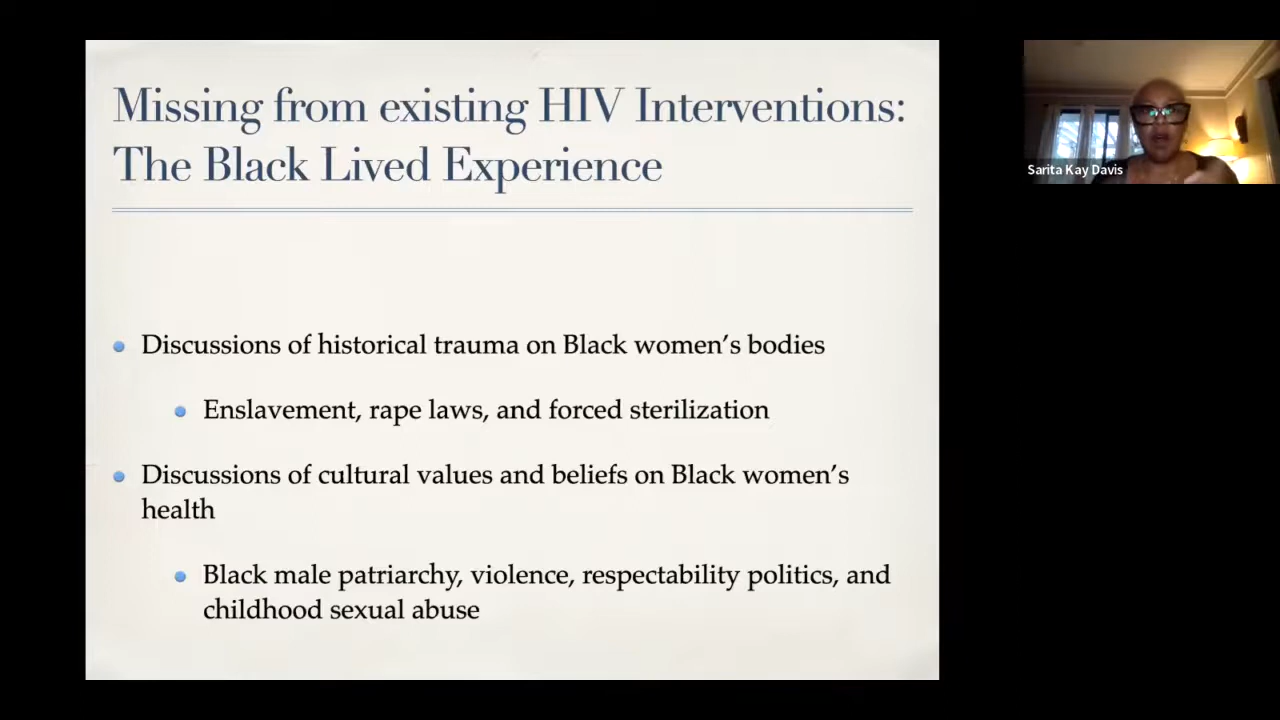 Missing from existing HIV Interventions:
The Black Lived Experience
Sarita Kay Davis
• Discussions of historical trauma on Black women’s bodies
• Enslavement, rape laws, and forced sterilization
• Discussions of cultural values and beliefs on Black women’s
health
• Black male patriarchy, violence, respectability politics, and
childhood sexual abuse